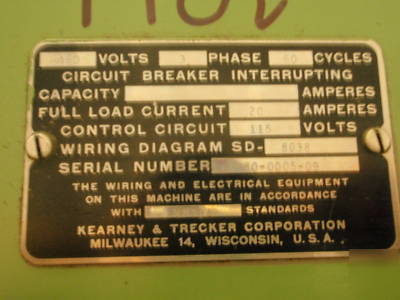 VOLTS 3 PHASE 60 CYCLES
CIRCUIT BREAKER INTERRUPTING
CAPACITY AMPERES
FULL LOAD CURRENT 20 AMPERES
CONTROL CIRCUIT 115 VOLTS
WIRING DIAGRAM SD- 8038
SERIAL NUMBER
THE WIRING AND ELECTRICAL EQUIPMENT
ON THIS MACHINE ARE IN ACCORDANCE
WITH STANDARDS
KEARNEY & TRECKER CORPORATION
MILWAUKEE 14, WISCONSIN, U.S.A.